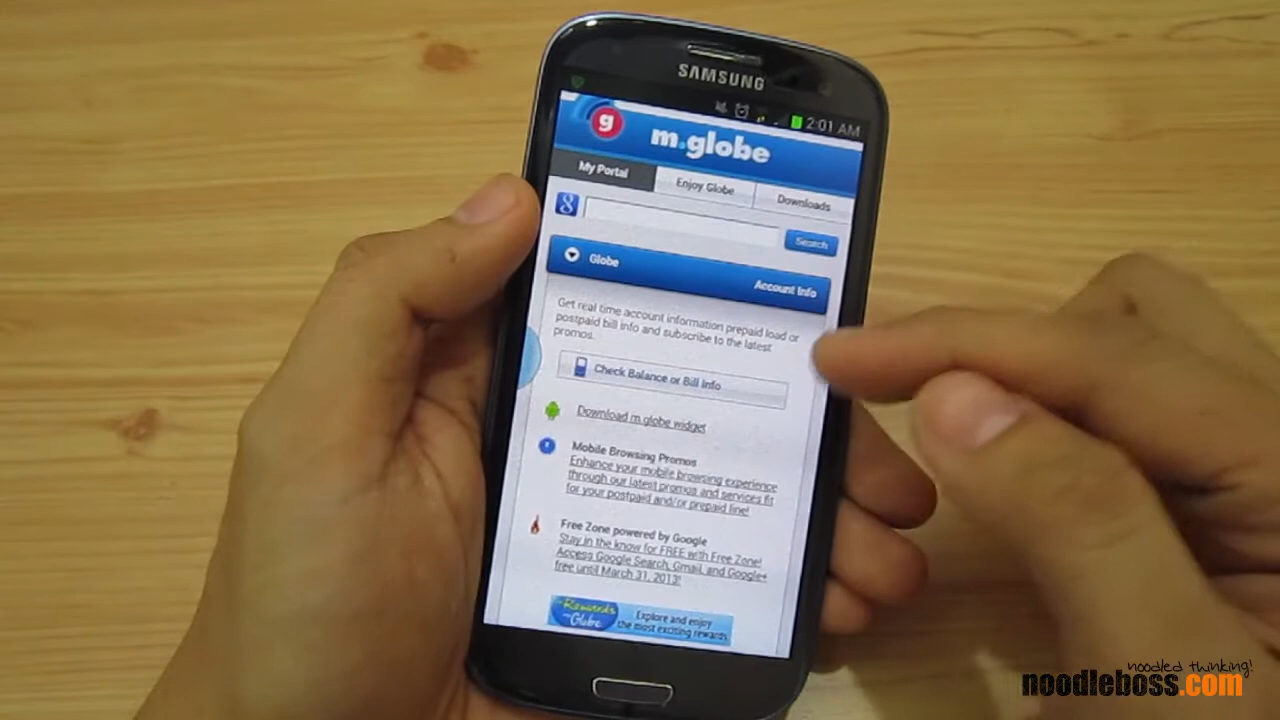 SAMSUNG
2:01 AM
g
m.globe
My Portal
Enjoy Globe
Downloads
g
Search
Globe
Account Info
Get real time account information prepaid load or
postpaid bill info and subscribe to the latest
promos.
Check Balance or Bill Info
Download m.globe widget
Mobile Browsing Promos
Enhance your mobile browsing experience
through our latest promos and services fit
for your postpaid and/or prepaid line!
Free Zone powered by Google
Stay in the know for FREE with Free Zone!
Access Google Search, Gmail, and Google+
free until March 31, 2013!
Rewards
Globe
Explore and enjoy
the most exciting rewards
noodled thinking!
noodleboss.com